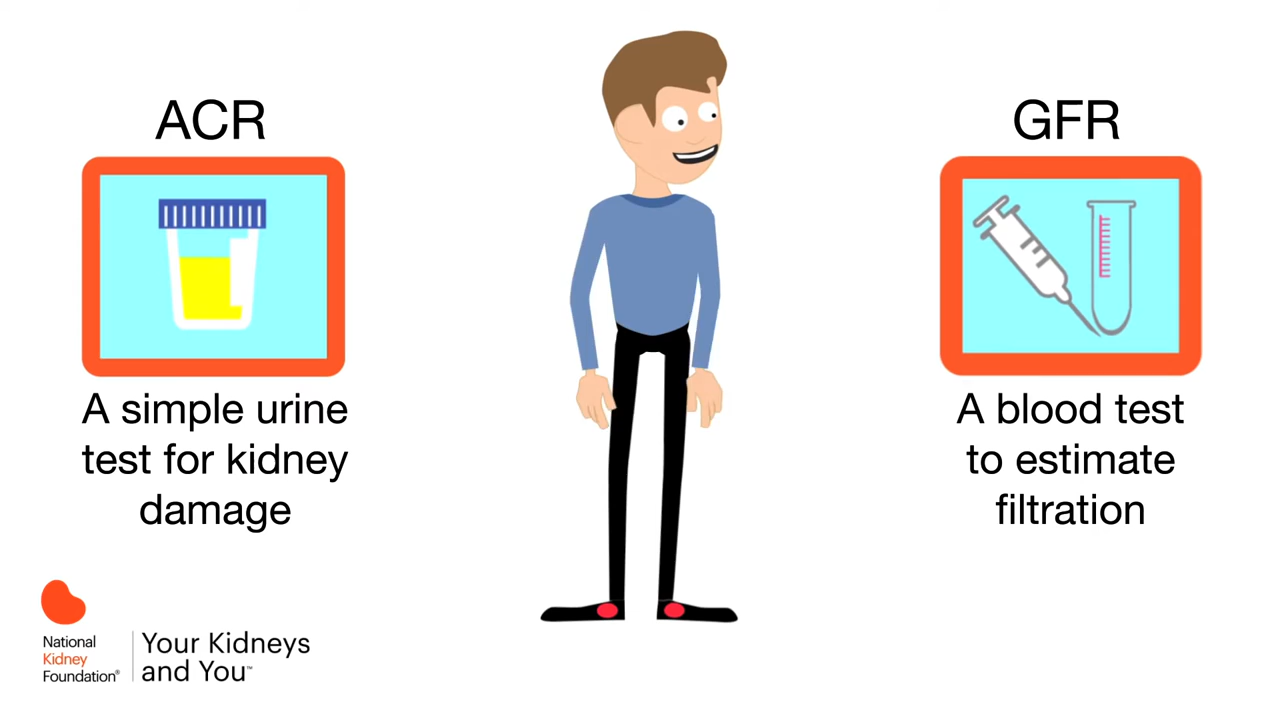 ACR
A simple urine
test for kidney
damage
GFR
A blood test
to estimate
filtration
National
Kidney
Foundation®
Your Kidneys
and You™